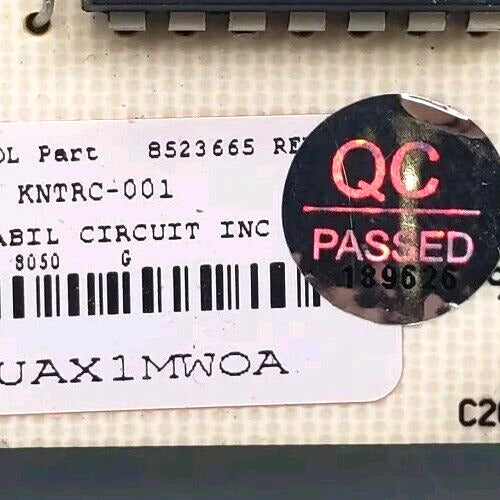 OL Part 8523665 RE
KNTRC-001
ABIL CIRCUIT INC
8050 G
UAX1MWOA
QC
PASSED
189626
C20